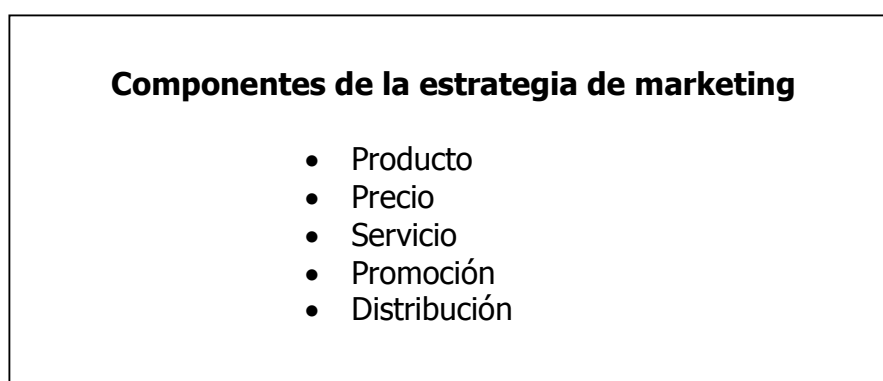 Componentes de la estrategia de marketing
• Producto
• Precio
• Servicio
• Promoción
• Distribución